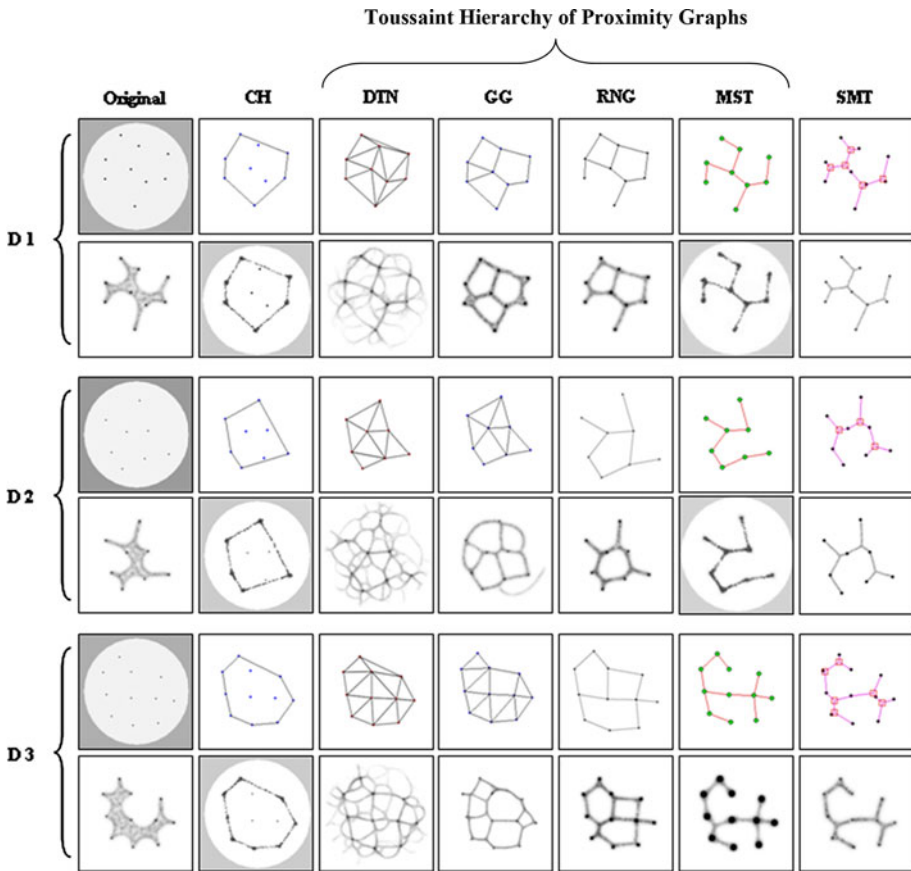 Toussaint Hierarchy of Proximity Graphs
Original CH DTN GG RNG MST SMT
D 1
D 2
D 3